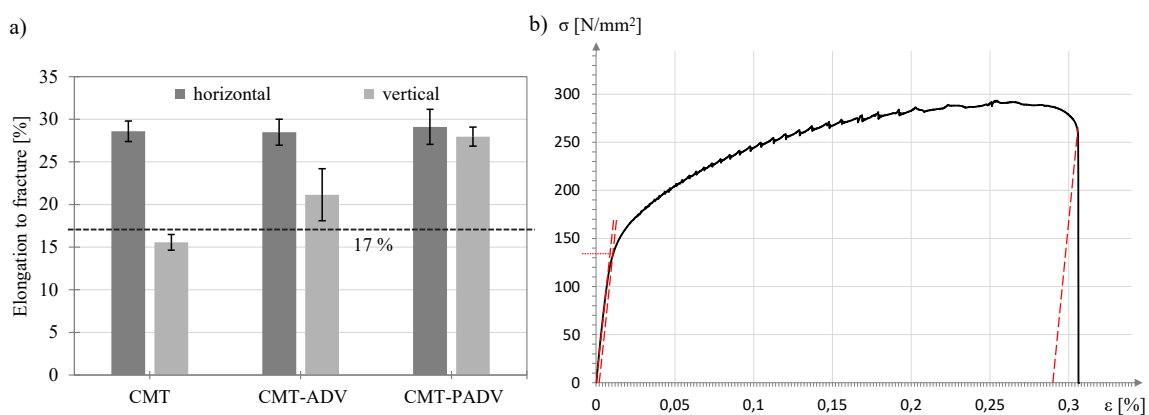 a)
Elongation to fracture [%]
35
30
25
20
15
10
5
0
horizontal
vertical
17 %
CMT
CMT-ADV
CMT-PADV
b) σ [N/mm²]
300
250
200
150
100
50
0
0
0,05
0,1
0,15
0,2
0,25
0,3
ε [%]